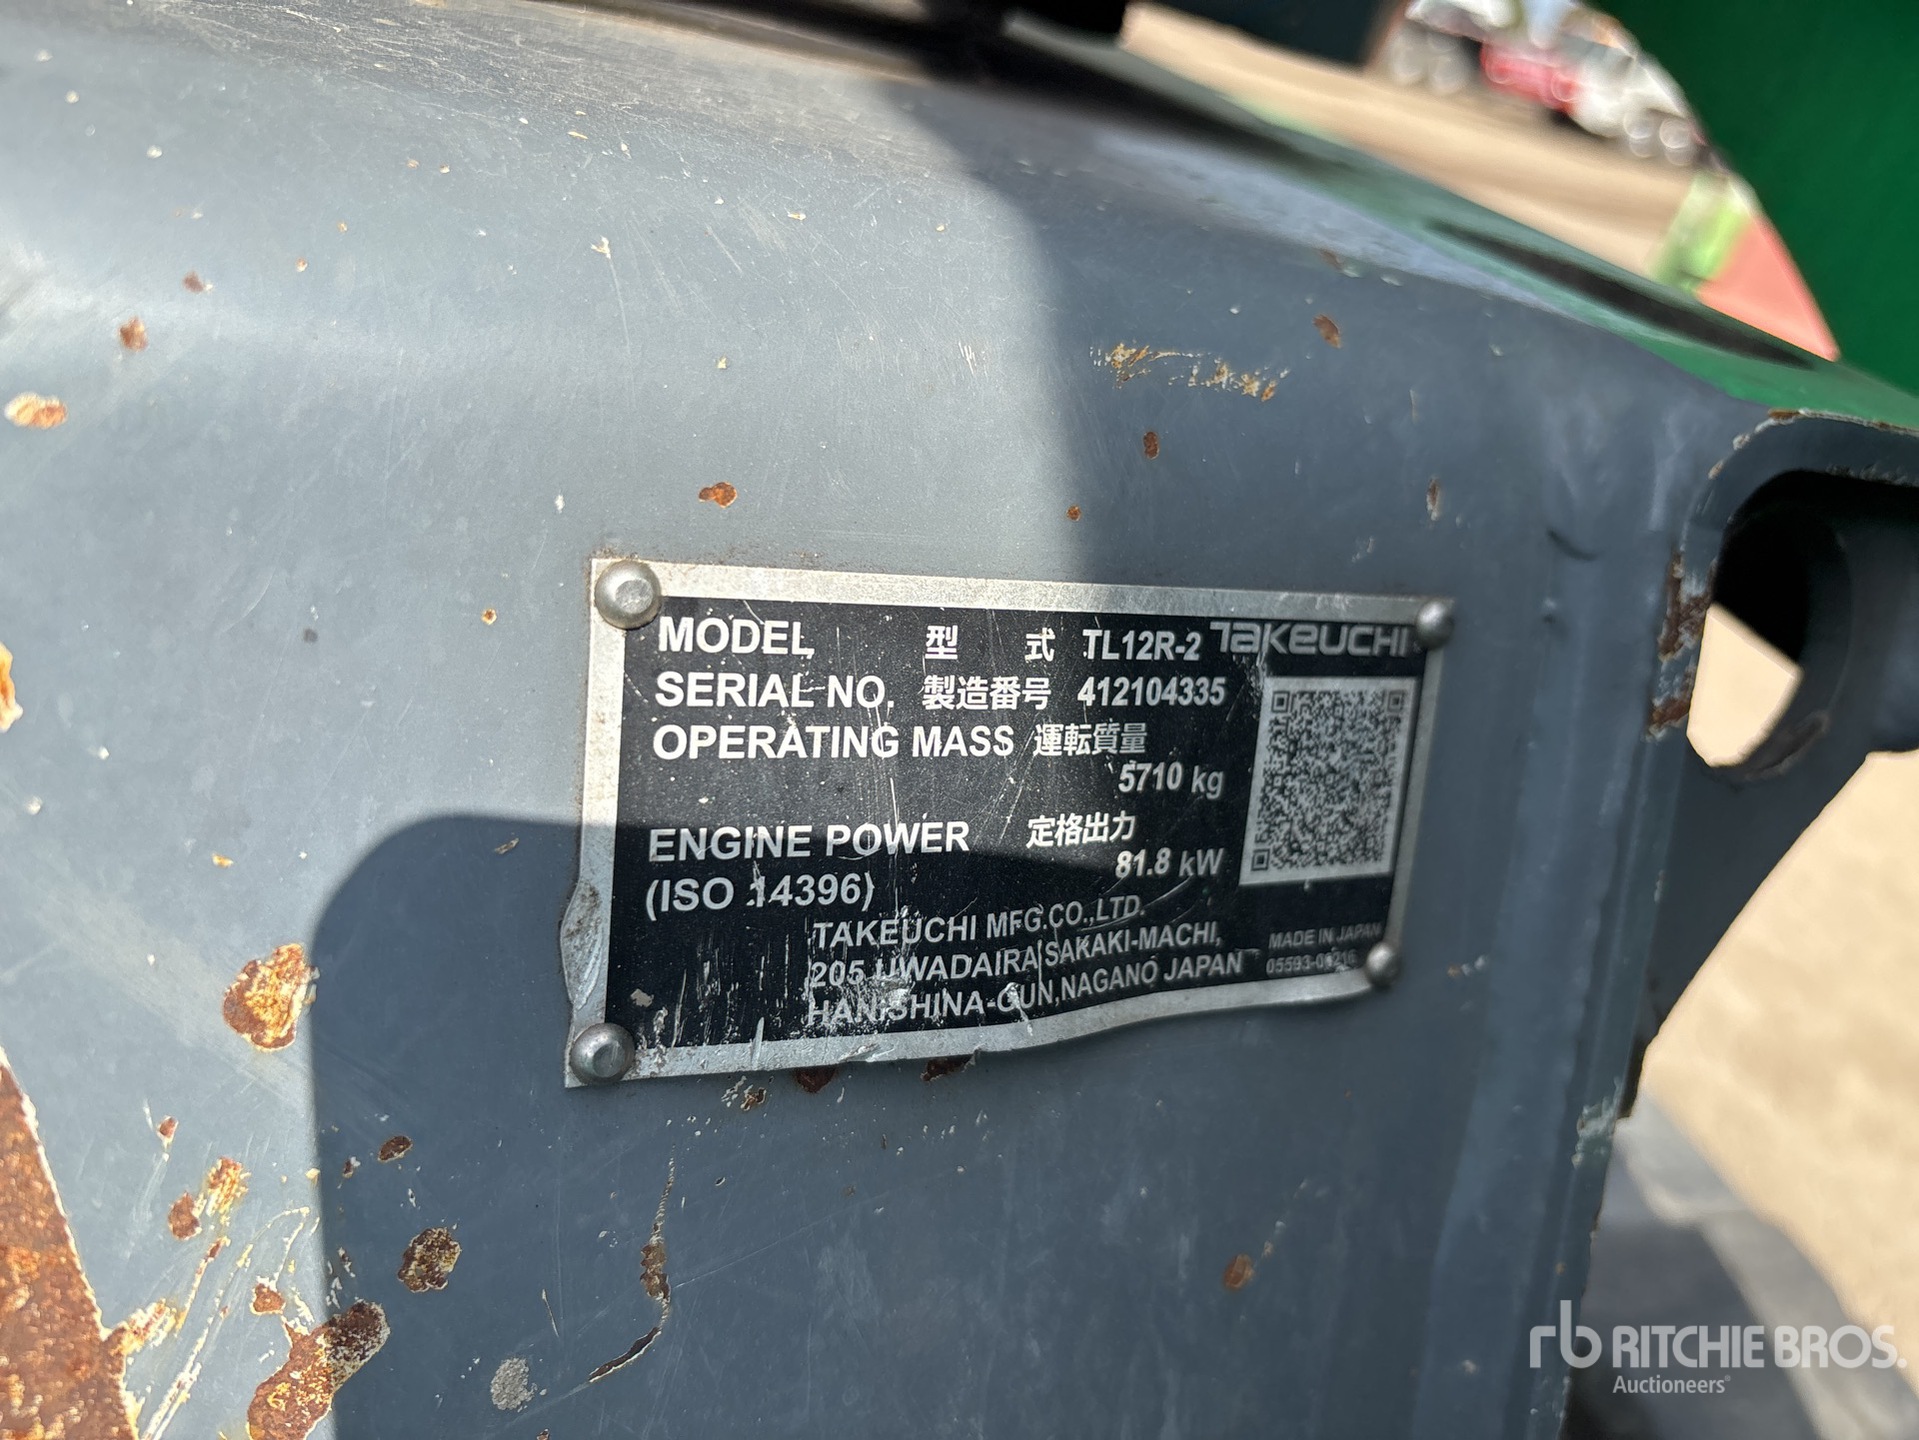 MODEL 型 式 TL12R-2 TAKEUCHI
SERIAL NO. 製造番号 412104335
OPERATING MASS 運転質量
5710 kg
ENGINE POWER 定格出力
(ISO 14396) 81.8 kW
TAKEUCHI MFG.CO.,LTD.
205 UWADAIRA SAKAKI-MACHI,
HANISHINA-GUN,NAGANO JAPAN
MADE IN JAPAN
rb RITCHIE BROS.
Auctioneers®